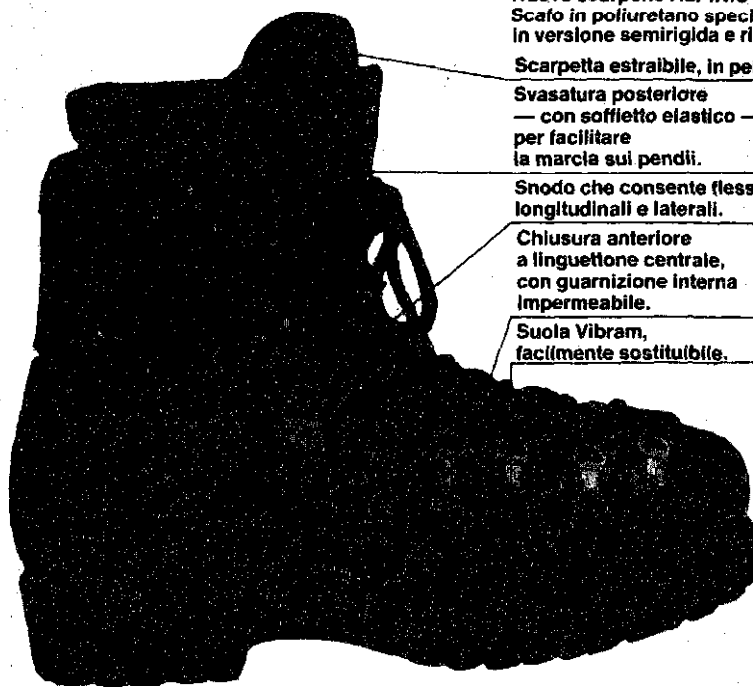 Scafo in poliuretano speci
in versione semirigida e ri
Scarpetta estraibile, in pe
Svasatura posteriore
— con soffietto elastico —
per facilitare
la marcia sui pendii.
Snodo che consente fless
longitudinali e laterali.
Chiusura anteriore
a linguettone centrale,
con guarnizione interna
impermeabile.
Suola Vibram,
facilmente sostituibile.